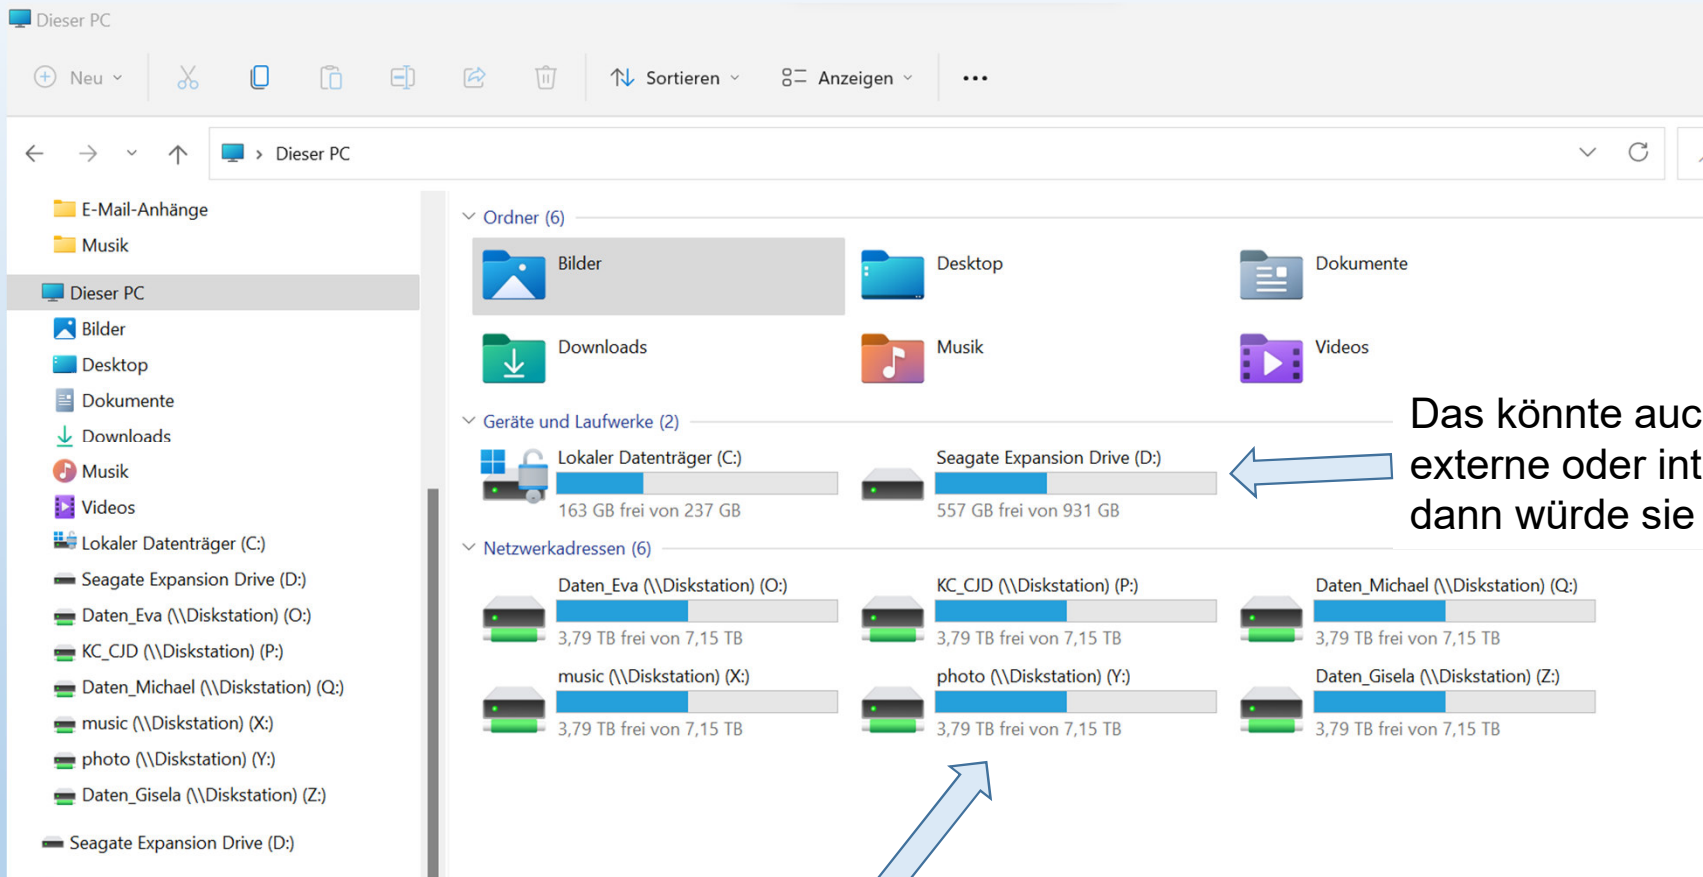 Dieser PC
Neu
Sortieren
Anzeigen
Dieser PC
E-Mail-Anhänge
Musik
Dieser PC
Bilder
Desktop
Dokumente
Downloads
Musik
Videos
Lokaler Datenträger (C:)
Seagate Expansion Drive (D:)
Daten_Eva (\\Diskstation) (O:)
KC_CJD (\\Diskstation) (P:)
Daten_Michael (\\Diskstation) (Q:)
music (\\Diskstation) (X:)
photo (\\Diskstation) (Y:)
Daten_Gisela (\\Diskstation) (Z:)
Seagate Expansion Drive (D:)
Ordner (6)
Bilder
Desktop
Dokumente
Downloads
Musik
Videos
Geräte und Laufwerke (2)
Lokaler Datenträger (C:)
163 GB frei von 237 GB
Seagate Expansion Drive (D:)
557 GB frei von 931 GB
Das könnte auc
externe oder int
dann würde sie
Netzwerkadressen (6)
Daten_Eva (\\Diskstation) (O:)
3,79 TB frei von 7,15 TB
KC_CJD (\\Diskstation) (P:)
3,79 TB frei von 7,15 TB
Daten_Michael (\\Diskstation) (Q:)
3,79 TB frei von 7,15 TB
music (\\Diskstation) (X:)
3,79 TB frei von 7,15 TB
photo (\\Diskstation) (Y:)
3,79 TB frei von 7,15 TB
Daten_Gisela (\\Diskstation) (Z:)
3,79 TB frei von 7,15 TB